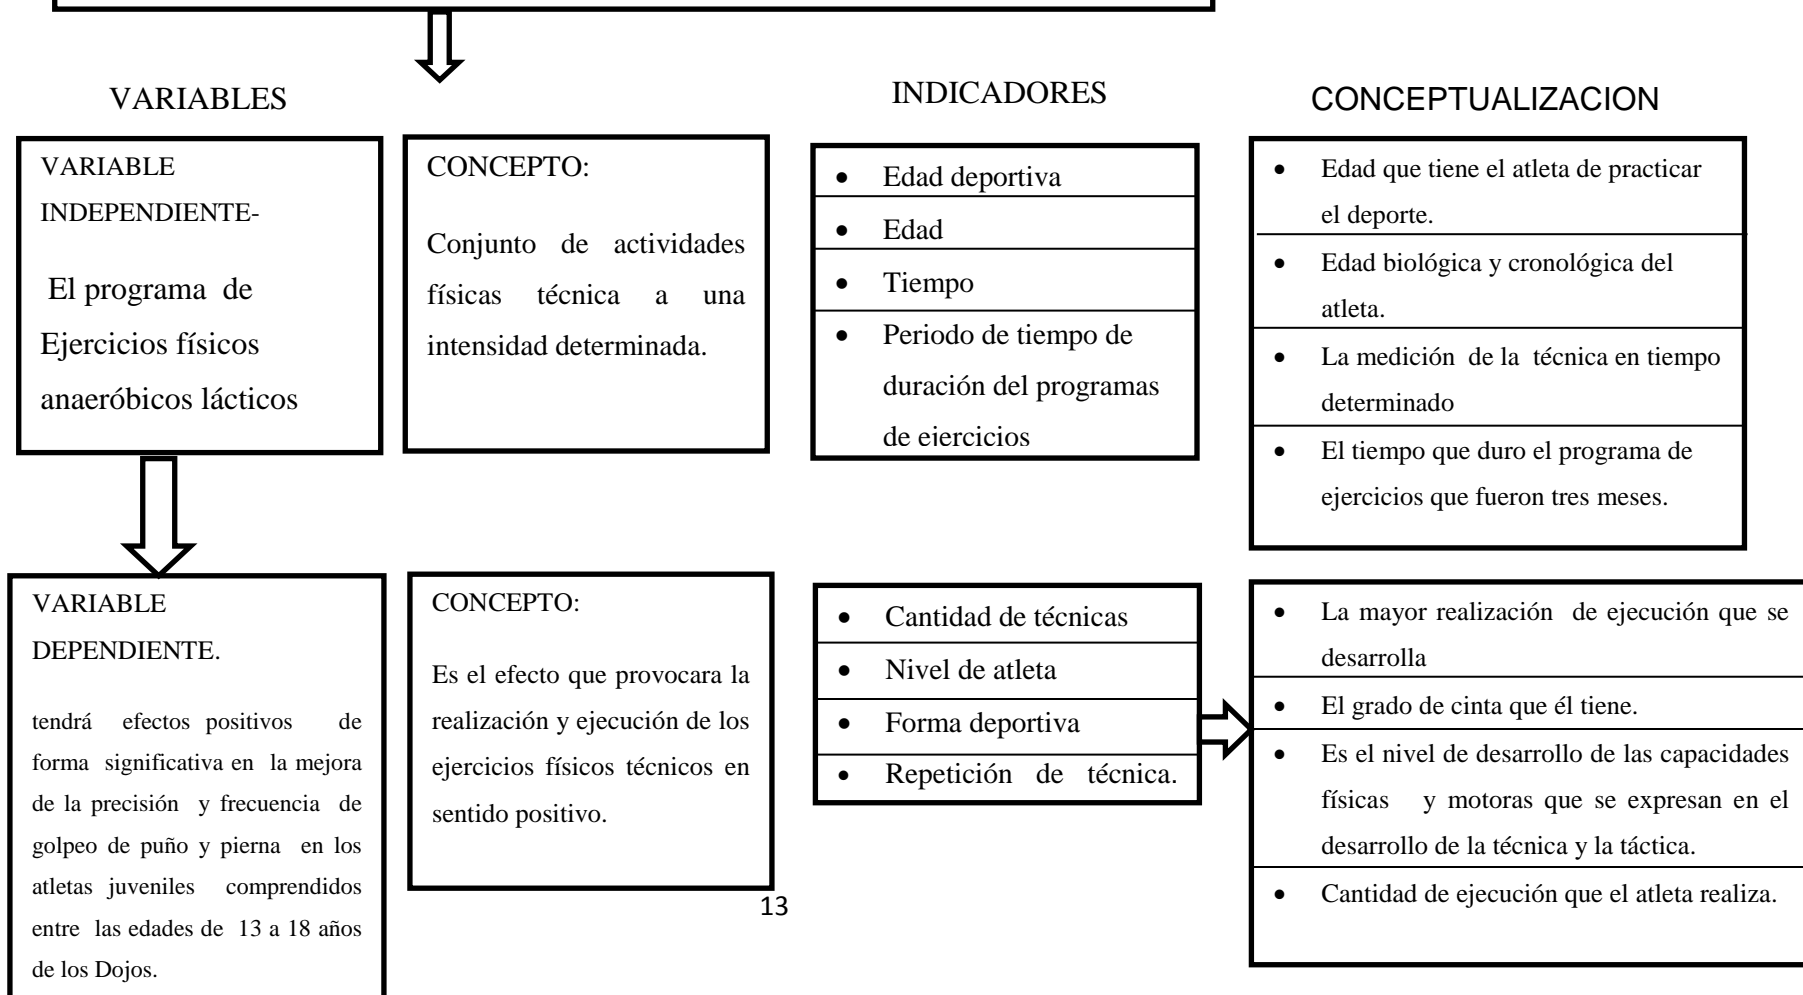 VARIABLES
INDICADORES
CONCEPTUALIZACION
VARIABLE
INDEPENDIENTE-
El programa de
Ejercicios físicos
anaeróbicos lácticos
CONCEPTO:
Conjunto de actividades
físicas técnica a una
intensidad determinada.
• Edad deportiva
• Edad
• Tiempo
• Periodo de tiempo de
duración del programas
de ejercicios
• Edad que tiene el atleta de practicar
el deporte.
• Edad biológica y cronológica del
atleta.
• La medición de la técnica en tiempo
determinado
• El tiempo que duro el programa de
ejercicios que fueron tres meses.
VARIABLE
DEPENDIENTE.
tendrá efectos positivos de
forma significativa en la mejora
de la precisión y frecuencia de
golpeo de puño y pierna en los
atletas juveniles comprendidos
entre las edades de 13 a 18 años
de los Dojos.
CONCEPTO:
Es el efecto que provocara la
realización y ejecución de los
ejercicios físicos técnicos en
sentido positivo.
• Cantidad de técnicas
• Nivel de atleta
• Forma deportiva
• Repetición de técnica.
• La mayor realización de ejecución que se
desarrolla
• El grado de cinta que él tiene.
• Es el nivel de desarrollo de las capacidades
físicas y motoras que se expresan en el
desarrollo de la técnica y la táctica.
• Cantidad de ejecución que el atleta realiza.
13